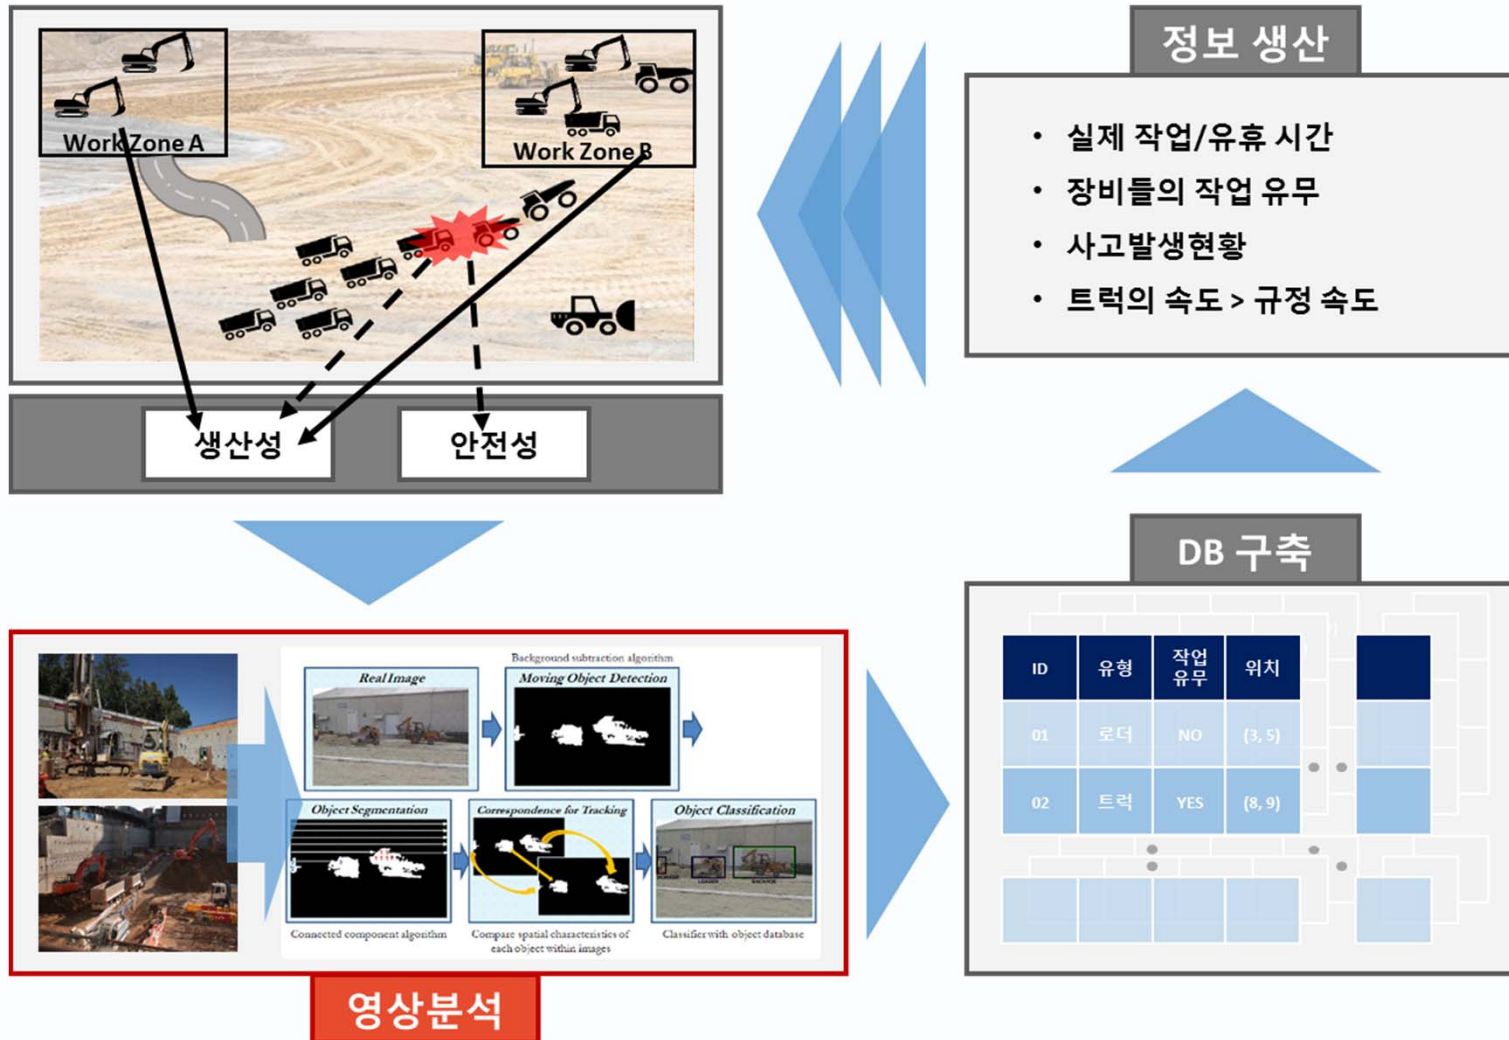 Work Zone A
Work Zone B
생산성
안전성
정보 생산
• 실제 작업/유휴 시간
• 장비들의 작업 유무
• 사고발생현황
• 트럭의 속도 > 규정 속도
Background subtraction algorithm
Real Image
Moving Object Detection
Object Segmentation
Correspondence for Tracking
Object Classification
LOADER
BACKHOE
Connected component algorithm
Compare spatial characteristics of
each object within images
Classifier with object database
영상분석
DB 구축
ID
유형
작업
유무
위치
01
로더
NO
(3, 5)
02
트럭
YES
(8, 9)